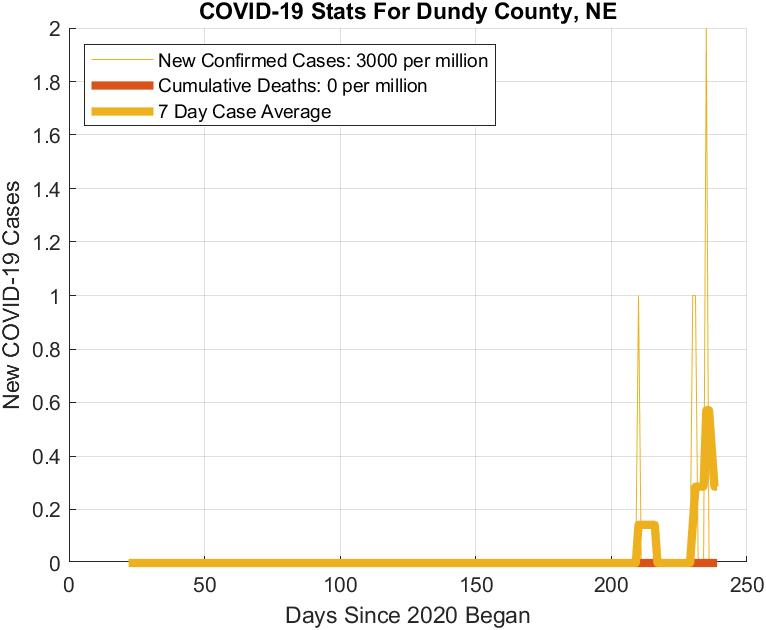 COVID-19 Stats For Dundy County, NE
New Confirmed Cases: 3000 per million
Cumulative Deaths: 0 per million
7 Day Case Average
New COVID-19 Cases
2
1.8
1.6
1.4
1.2
1
0.8
0.6
0.4
0.2
0
0 50 100 150 200 250
Days Since 2020 Began